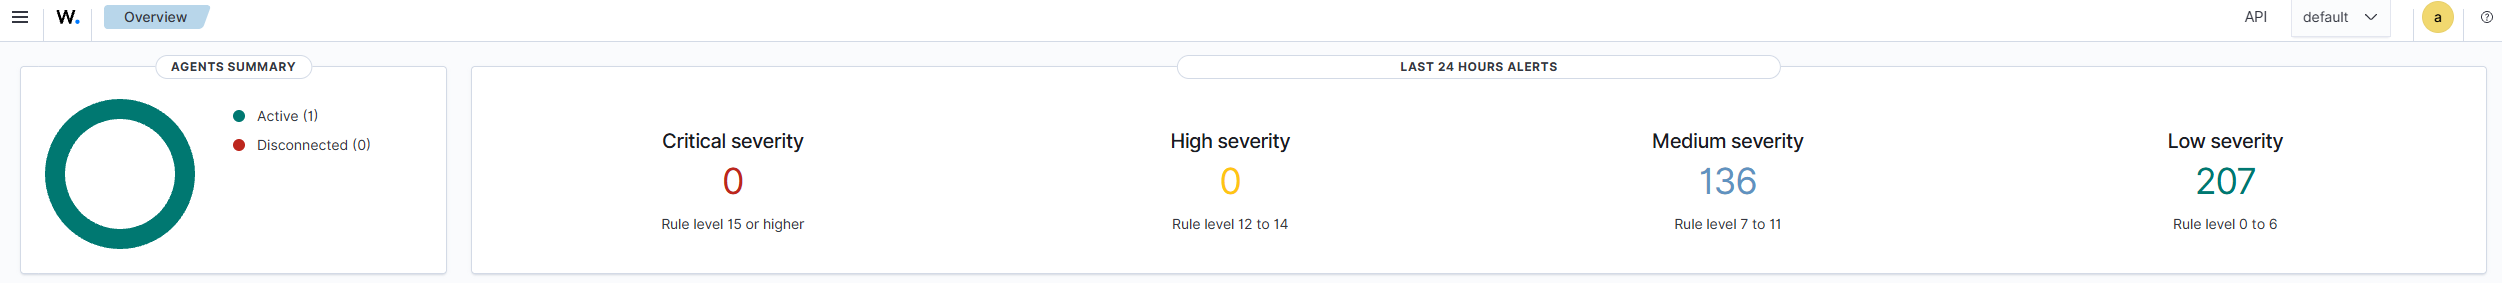 W. Overview API default a
AGENTS SUMMARY
Active (1)
Disconnected (0)
LAST 24 HOURS ALERTS
Critical severity
0
Rule level 15 or higher
High severity
0
Rule level 12 to 14
Medium severity
136
Rule level 7 to 11
Low severity
207
Rule level 0 to 6